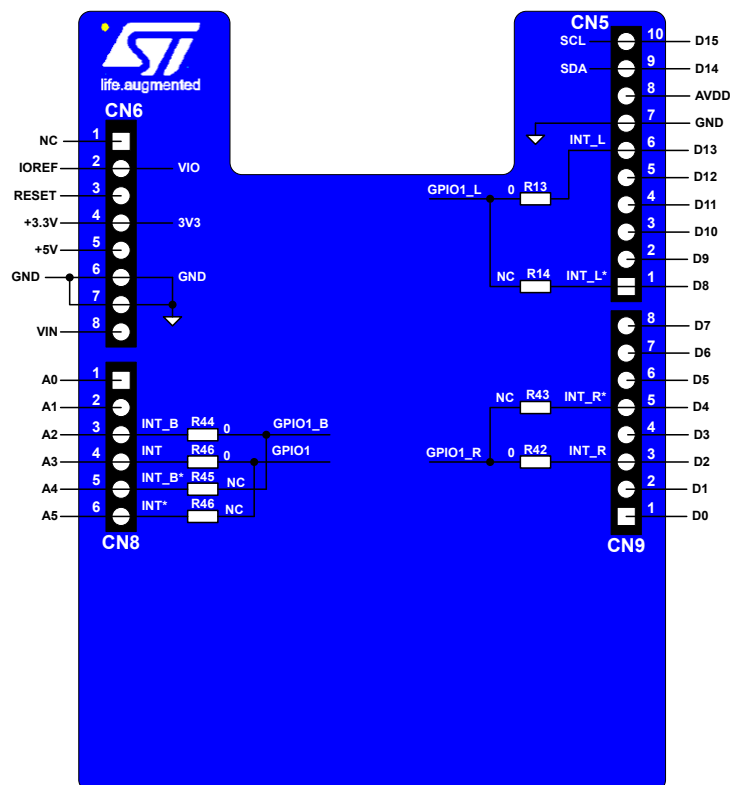 life.augmented
CN6
NC 1
IOREF 2 VIO
RESET 3
+3.3V 4 3V3
+5V 5
GND 6 GND
7
VIN 8
A0 1
A1 2
A2 3 INT_B R44 0 GPIO1_B
A3 4 INT R46 0 GPIO1
A4 5 INT_B* R45 NC
A5 6 INT* R46 NC
CN8
CN5
SCL 10 D15
SDA 9 D14
8 AVDD
7 GND
INT_L 6 D13
5 D12
GPIO1_L 0 R13
4 D11
3 D10
2 D9
NC R14 INT_L* 1 D8
8 D7
7 D6
6 D5
NC R43 INT_R* 5 D4
4 D3
GPIO1_R 0 R42 INT_R 3 D2
2 D1
1 D0
CN9